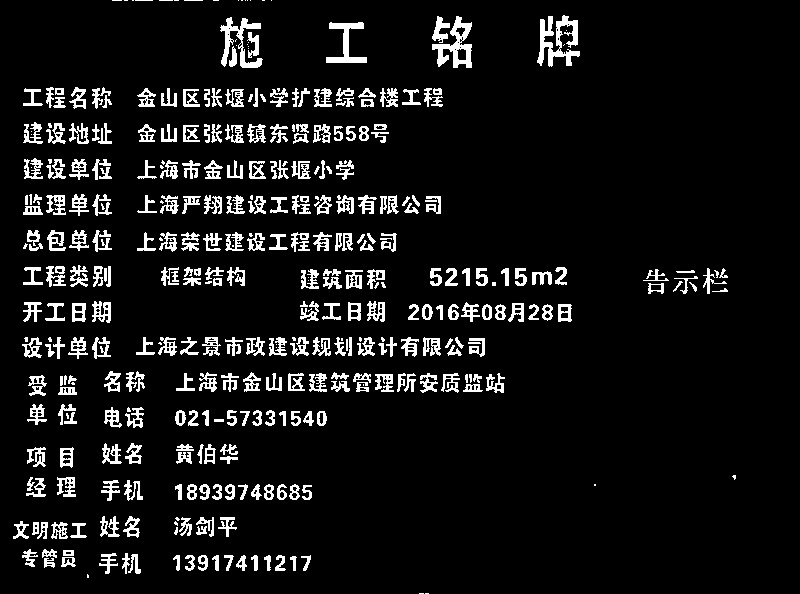 施工铭牌
工程名称 金山区张堰小学扩建综合楼工程
建设地址 金山区张堰镇东贤路558号
建设单位 上海市金山区张堰小学
监理单位 上海严翔建设工程咨询有限公司
总包单位 上海荣世建设工程有限公司
工程类别 框架结构 建筑面积 5215.15m2 告示栏
开工日期 竣工日期 2016年08月28日
设计单位 上海之景市政建设规划设计有限公司
受监 名称 上海市金山区建筑管理所安质监站
单位 电话 021-57331540
项目 姓名 黄伯华
经理 手机 18939748685
文明施工 姓名 汤剑平
专管员 手机 13917411217